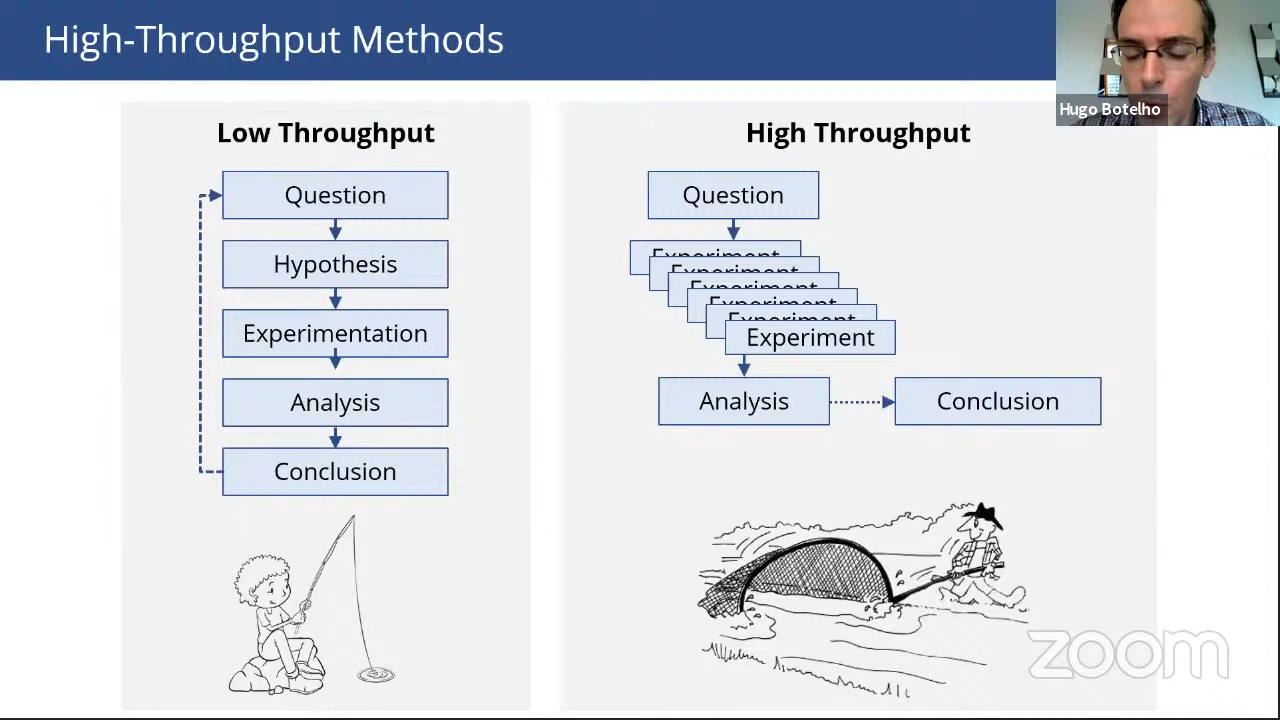 High-Throughput Methods
Hugo Botelho
Low Throughput
Question
Hypothesis
Experimentation
Analysis
Conclusion
High Throughput
Question
Experiment
Experiment
Experiment
Experiment
Experiment
Experiment
Analysis
Conclusion
zoom